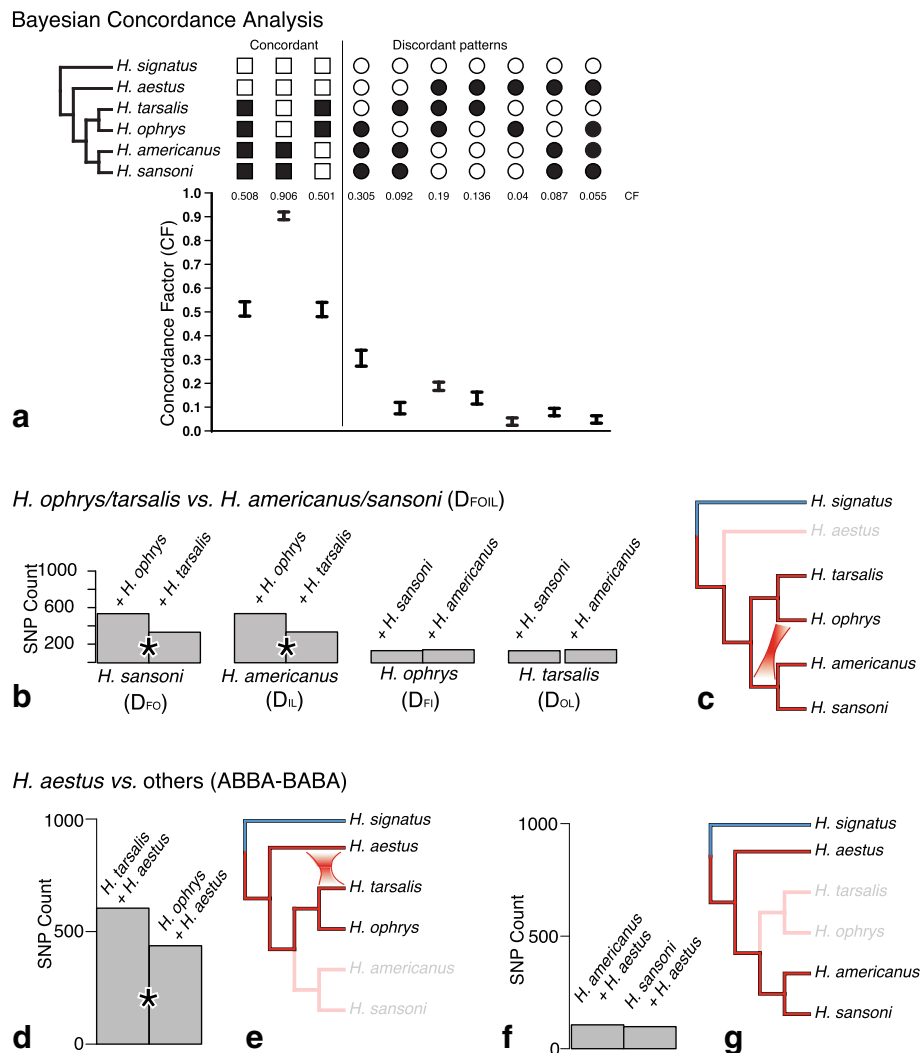 Bayesian Concordance Analysis
Concordant
Discordant patterns
H. signatus
H. aestus
H. tarsalis
H. ophrys
H. americanus
H. sansoni
0.508 0.906 0.501 0.305 0.092 0.19 0.136 0.04 0.087 0.055 CF
Concordance Factor (CF)
1.0
0.9
0.8
0.7
0.6
0.5
0.4
0.3
0.2
0.1
0.0
a
H. ophrys/tarsalis vs. H. americanus/sansoni (DFOIL)
SNP Count
1000
600
200
+ H. ophrys
+ H. tarsalis
*
H. sansoni
(DFO)
+ H. ophrys
+ H. tarsalis
*
H. americanus
(DIL)
+ H. sansoni
+ H. americanus
H. ophrys
(DFI)
+ H. sansoni
+ H. americanus
H. tarsalis
(DOL)
b
H. signatus
H. aestus
H. tarsalis
H. ophrys
H. americanus
H. sansoni
c
H. aestus vs. others (ABBA-BABA)
SNP Count
1000
500
0
H. tarsalis
+ H. aestus
H. ophrys
+ H. aestus
*
d
H. signatus
H. aestus
H. tarsalis
H. ophrys
H. americanus
H. sansoni
e
SNP Count
1000
500
0
H. americanus
+ H. aestus
H. sansoni
+ H. aestus
f
H. signatus
H. aestus
H. tarsalis
H. ophrys
H. americanus
H. sansoni
g